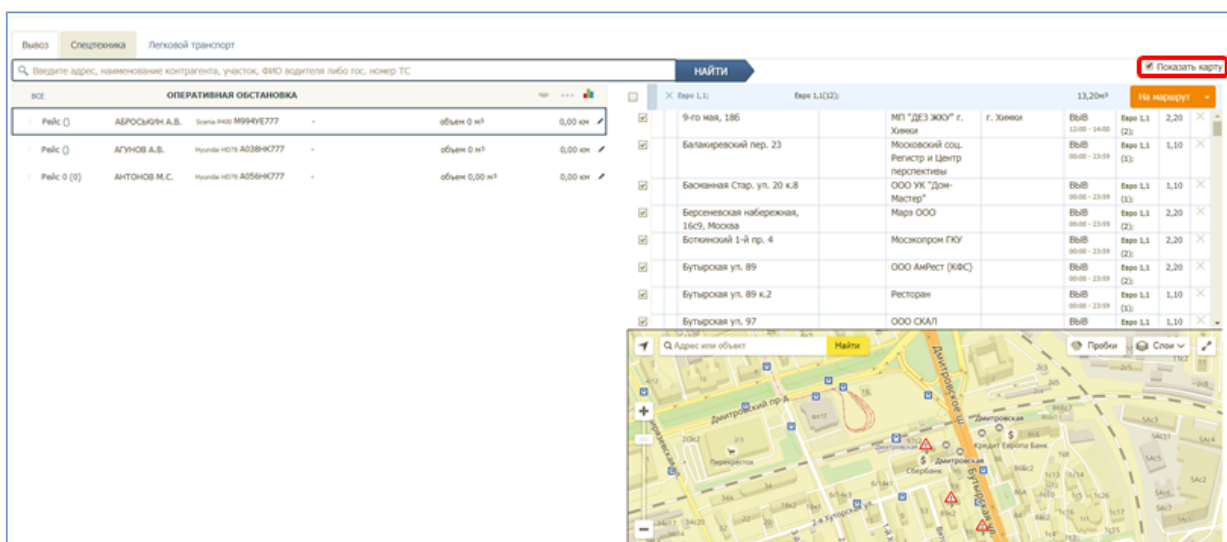 Вывоз Спецтехника Легковой транспорт
Введите адрес, наименование контрагента, участок, ФИО водителя либо гос. номер ТС НАЙТИ Показать карту
ВСЕ ОПЕРАТИВНАЯ ОБСТАНОВКА
Рейс () АБРОСЬКИН А.В. Scania P400 М994УЕ777 - объем 0 м³ 0,00 км
Рейс () АГУНОВ А.В. Hyundai HD78 А038НК777 - объем 0 м³ 0,00 км
Рейс 0 (0) АНТОНОВ М.С. Hyundai HD78 А056НК777 - объем 0,00 м³ 0,00 км
Евро 1,1; Евро 1,1(12); 13,20м³ На маршрут
9-го мая, 18б МП "ДЕЗ ЖКУ" г. г. Химки ВЫВ Евро 1,1 2,20
Химки 12:00 - 14:00 (2);
Балакиревский пер. 23 Московский соц. ВЫВ Евро 1,1 1,10
Регистр и Центр 00:00 - 23:59 (1);
перспективы
Басманная Стар. ул. 20 к.8 ООО УК "Дом- ВЫВ Евро 1,1 1,10
Мастер" 00:00 - 23:59 (1);
Берсеневская набережная, Марэ ООО ВЫВ Евро 1,1 2,20
16с9, Москва 00:00 - 23:59 (2);
Боткинский 1-й пр. 4 Мосэкопром ГКУ ВЫВ Евро 1,1 2,20
00:00 - 23:59 (2);
Бутырская ул. 89 ООО АмРест (КФС) ВЫВ Евро 1,1 2,20
00:00 - 23:59 (2);
Бутырская ул. 89 к.2 Ресторан ВЫВ Евро 1,1 1,10
00:00 - 23:59 (1);
Бутырская ул. 97 ООО СКАЛ ВЫВ Евро 1,1 1,10
Адрес или объект Найти Пробки Слои
Дмитровское ш.
Дмитровский пр-д
Дмитровская
Кредит Европа Банк
Дмитровская
Перекресток
Сбербанк
Бутырская ул.
2-я Хуторская ул.